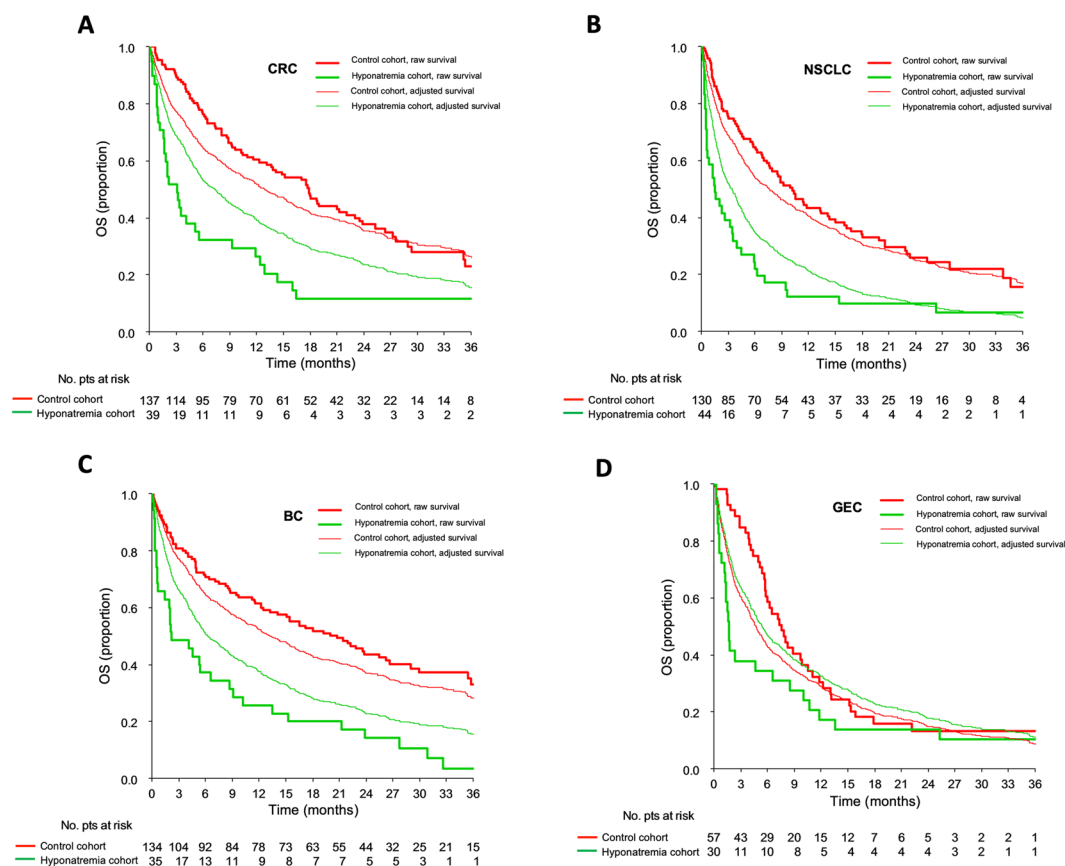 A
CRC
Control cohort, raw survival
Hyponatremia cohort, raw survival
Control cohort, adjusted survival
Hyponatremia cohort, adjusted survival
OS (proportion)
1.0
0.8
0.6
0.4
0.2
0.0
0 3 6 9 12 15 18 21 24 27 30 33 36
Time (months)
No. pts at risk
Control cohort 137 114 95 79 70 61 52 42 32 22 14 14 8
Hyponatremia cohort 39 19 11 11 9 6 4 3 3 3 3 2 2
B
NSCLC
Control cohort, raw survival
Hyponatremia cohort, raw survival
Control cohort, adjusted survival
Hyponatremia cohort, adjusted survival
OS (proportion)
1.0
0.8
0.6
0.4
0.2
0.0
0 3 6 9 12 15 18 21 24 27 30 33 36
Time (months)
No. pts at risk
Control cohort 130 85 70 54 43 37 33 25 19 16 9 8 4
Hyponatremia cohort 44 16 9 7 5 5 4 4 4 2 2 1 1
C
BC
Control cohort, raw survival
Hyponatremia cohort, raw survival
Control cohort, adjusted survival
Hyponatremia cohort, adjusted survival
OS (proportion)
1.0
0.8
0.6
0.4
0.2
0.0
0 3 6 9 12 15 18 21 24 27 30 33 36
Time (months)
No. pts at risk
Control cohort 134 104 92 84 78 73 63 55 44 32 25 21 15
Hyponatremia cohort 35 17 13 11 9 8 7 7 5 5 3 1 1
D
GEC
Control cohort, raw survival
Hyponatremia cohort, raw survival
Control cohort, adjusted survival
Hyponatremia cohort, adjusted survival
OS (proportion)
1.0
0.8
0.6
0.4
0.2
0.0
0 3 6 9 12 15 18 21 24 27 30 33 36
Time (months)
No. pts at risk
Control cohort 57 43 29 20 15 12 7 6 5 3 2 2 1
Hyponatremia cohort 30 11 10 8 5 4 4 4 4 3 2 1 1